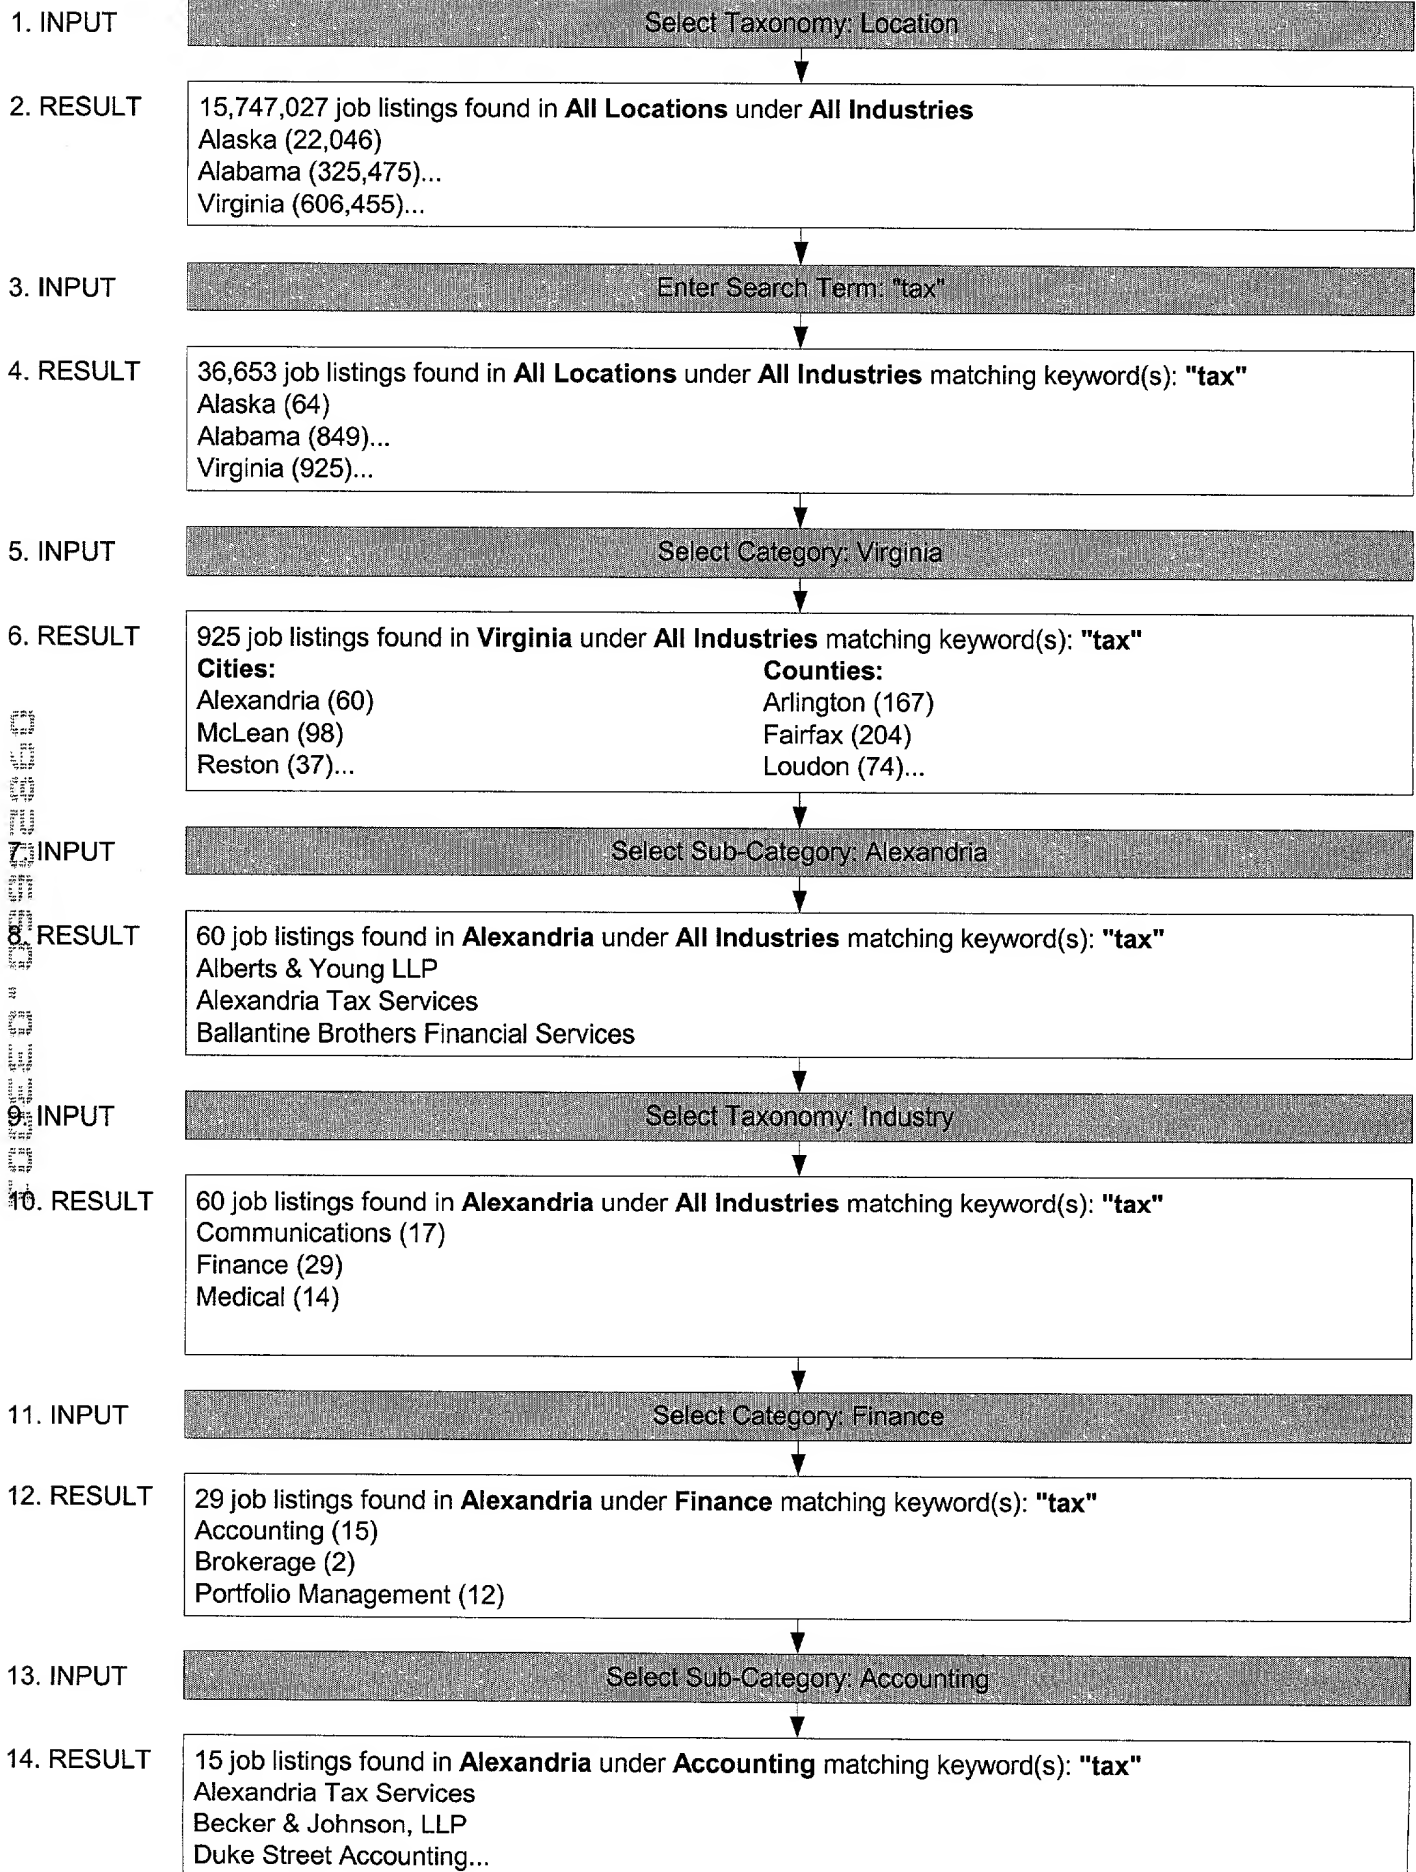 1. INPUT
Select Taxonomy: Location
2. RESULT
15,747,027 job listings found in All Locations under All Industries
Alaska (22,046)
Alabama (325,475)...
Virginia (606,455)...
3. INPUT
Enter Search Term: "tax"
4. RESULT
36,653 job listings found in All Locations under All Industries matching keyword(s): "tax"
Alaska (64)
Alabama (849)...
Virginia (925)...
5. INPUT
Select Category: Virginia
6. RESULT
925 job listings found in Virginia under All Industries matching keyword(s): "tax"
Cities: Counties:
Alexandria (60) Arlington (167)
McLean (98) Fairfax (204)
Reston (37)... Loudon (74)...
7. INPUT
Select Sub-Category: Alexandria
8. RESULT
60 job listings found in Alexandria under All Industries matching keyword(s): "tax"
Alberts & Young LLP
Alexandria Tax Services
Ballantine Brothers Financial Services
9. INPUT
Select Taxonomy: Industry
10. RESULT
60 job listings found in Alexandria under All Industries matching keyword(s): "tax"
Communications (17)
Finance (29)
Medical (14)
11. INPUT
Select Category: Finance
12. RESULT
29 job listings found in Alexandria under Finance matching keyword(s): "tax"
Accounting (15)
Brokerage (2)
Portfolio Management (12)
13. INPUT
Select Sub-Category: Accounting
14. RESULT
15 job listings found in Alexandria under Accounting matching keyword(s): "tax"
Alexandria Tax Services
Becker & Johnson, LLP
Duke Street Accounting...